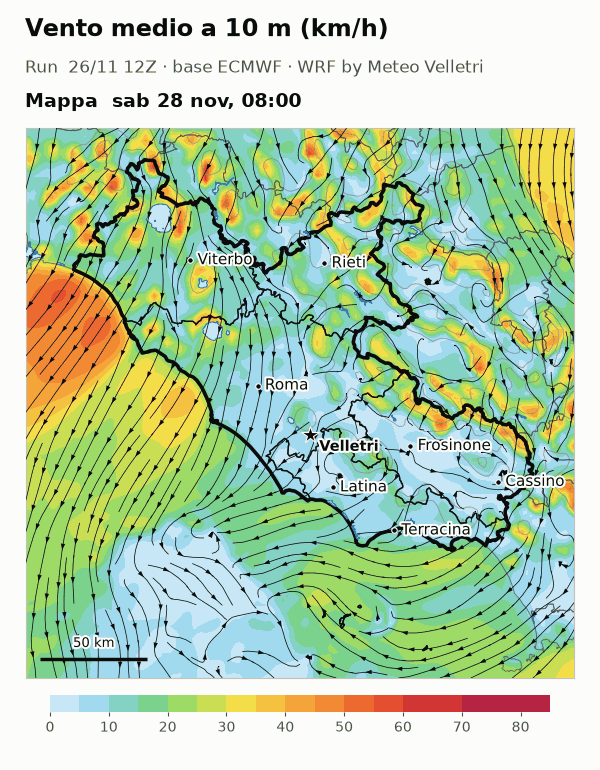 Vento medio a 10 m (km/h)
Run  26/11 12Z · base ECMWF · WRF by Meteo Velletri
Mappa  sab 28 nov, 08:00
Viterbo
Rieti
Roma
Velletri
Frosinone
Latina
Cassino
Terracina
50 km
0 10 20 30 40 50 60 70 80